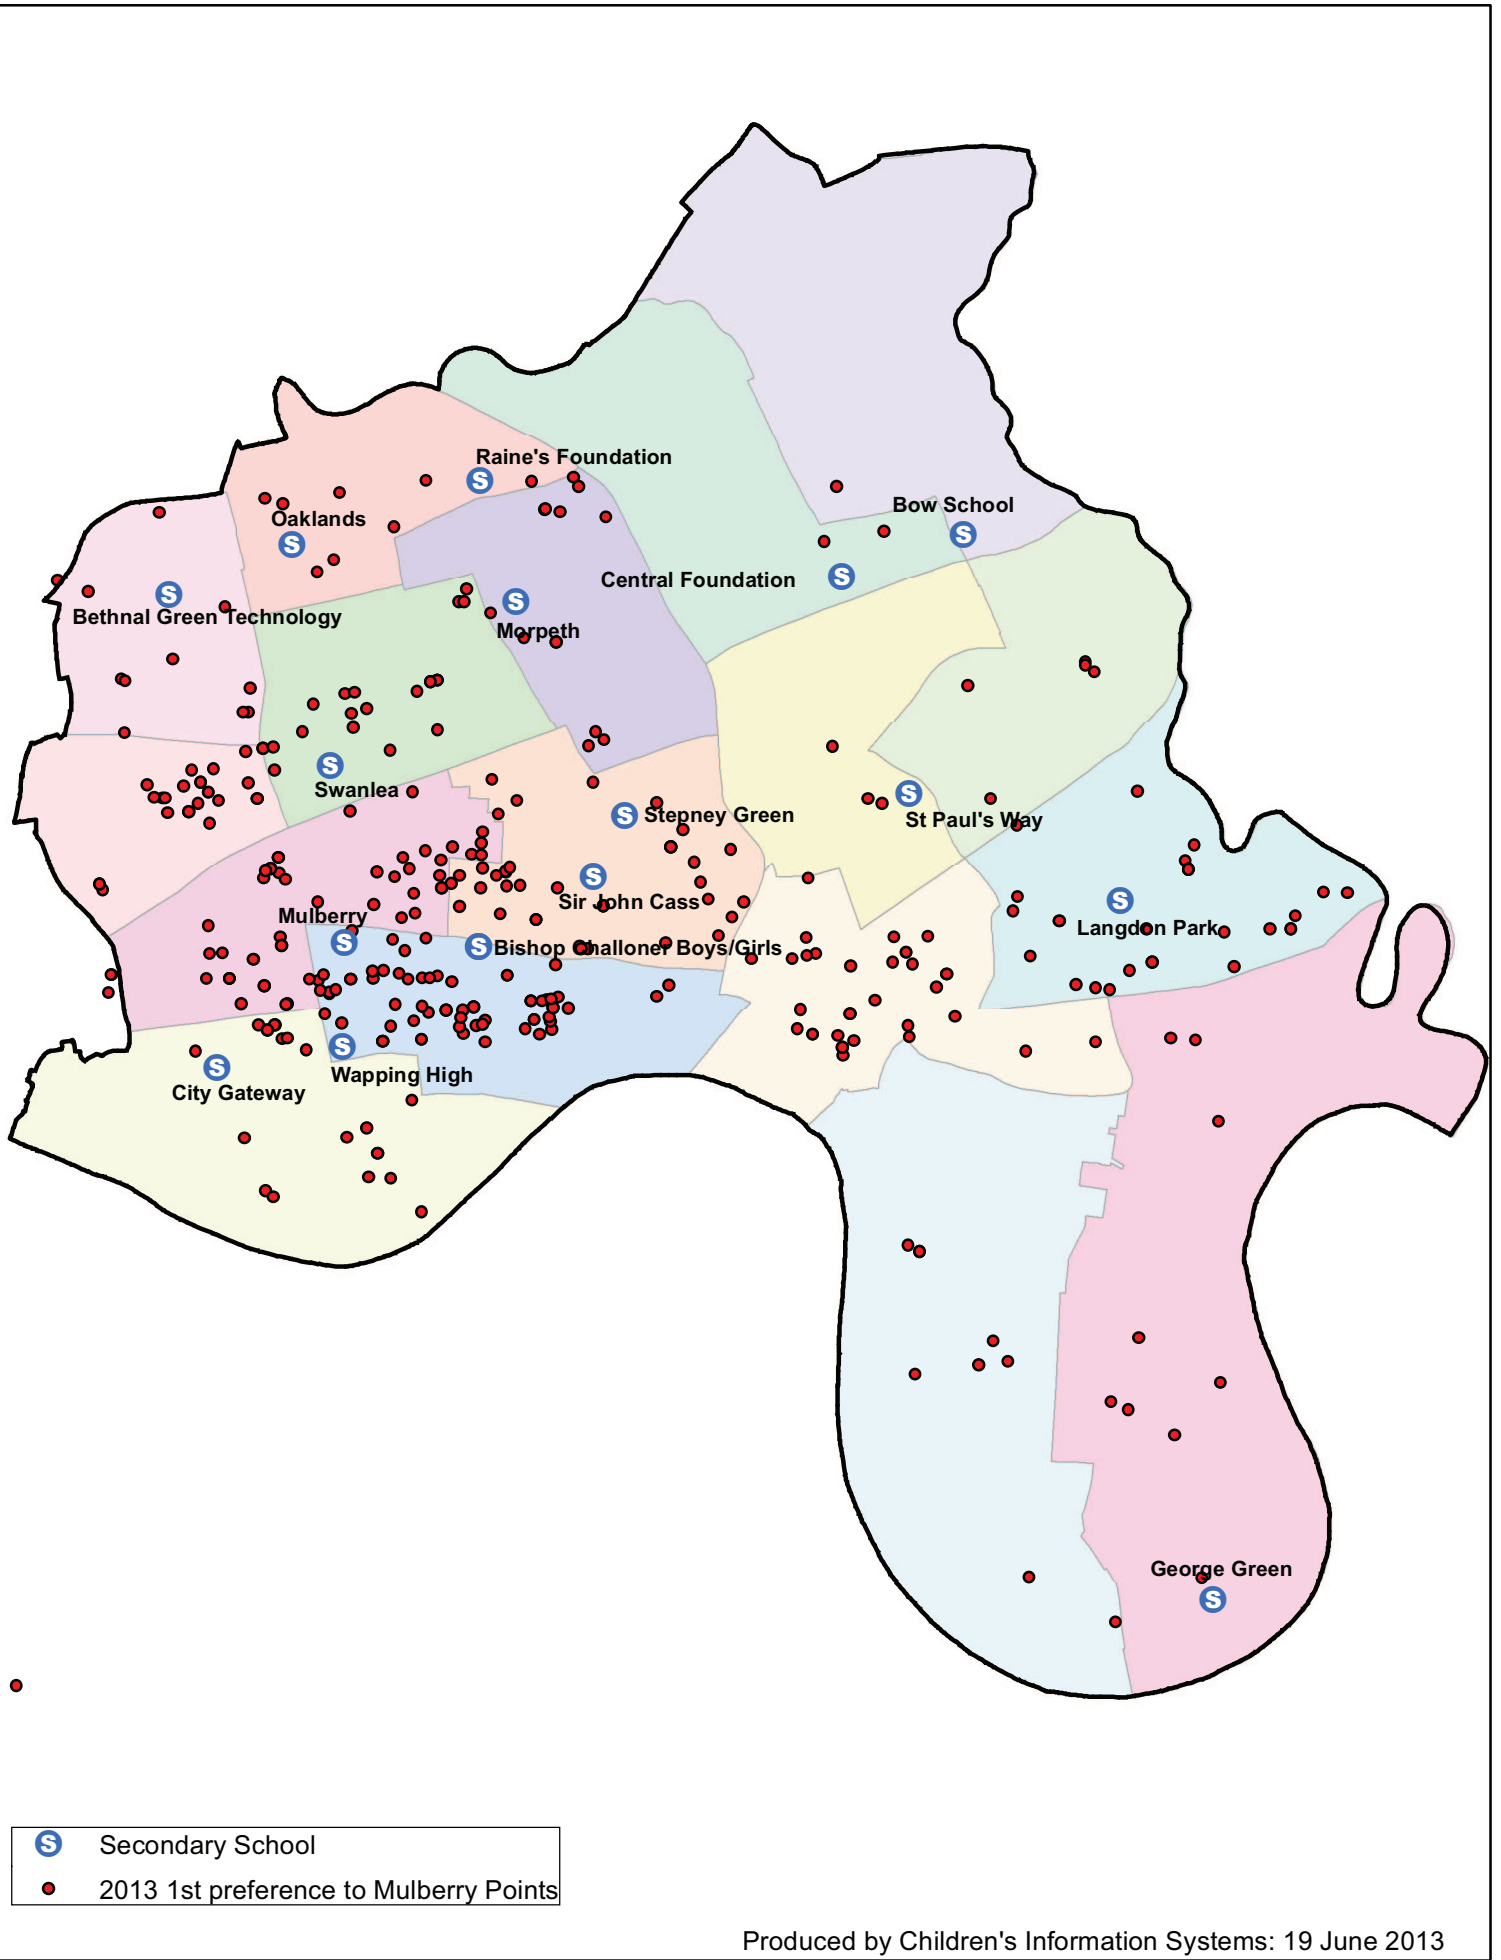 Raine's Foundation
Bow School
Oaklands
Central Foundation
Bethnal Green Technology
Morpeth
Swanlea
Stepney Green
St Paul's Way
Sir John Cass
Mulberry
Langdon Park
Bishop Challoner Boys/Girls
Wapping High
City Gateway
George Green
S Secondary School
2013 1st preference to Mulberry Points
Produced by Children's Information Systems: 19 June 2013